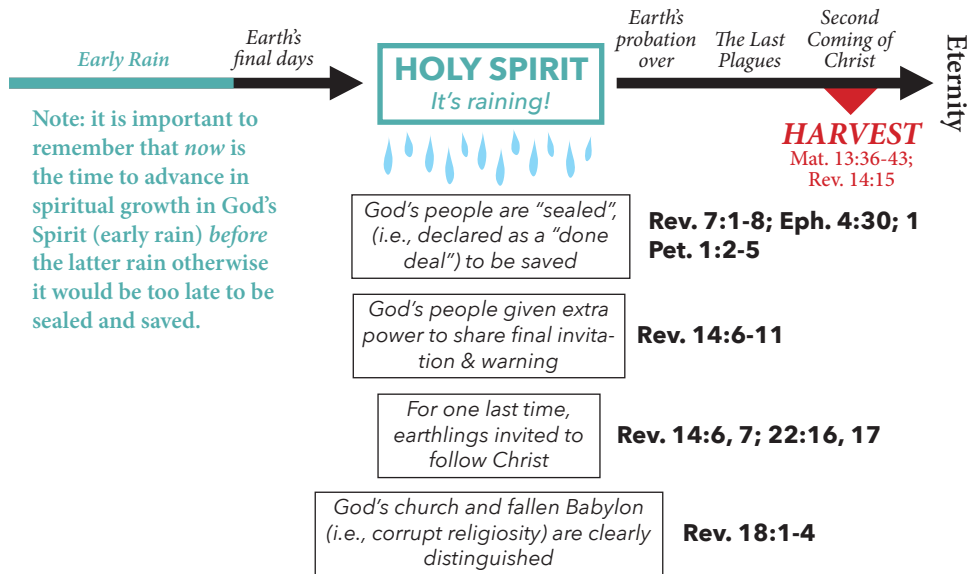 Early Rain
Earth's
final days
HOLY SPIRIT
It's raining!
Earth's
probation
over
The Last
Plagues
Second
Coming of
Christ
Eternity
HARVEST
Mat. 13:36-43;
Rev. 14:15
Note: it is important to
remember that now is
the time to advance in
spiritual growth in God's
Spirit (early rain) before
the latter rain otherwise
it would be too late to be
sealed and saved.
God's people are “sealed”,
(i.e., declared as a “done
deal”) to be saved
Rev. 7:1-8; Eph. 4:30; 1
Pet. 1:2-5
God's people given extra
power to share final invita-
tion & warning
Rev. 14:6-11
For one last time,
earthlings invited to
follow Christ
Rev. 14:6, 7; 22:16, 17
God's church and fallen Babylon
(i.e., corrupt religiosity) are clearly
distinguished
Rev. 18:1-4